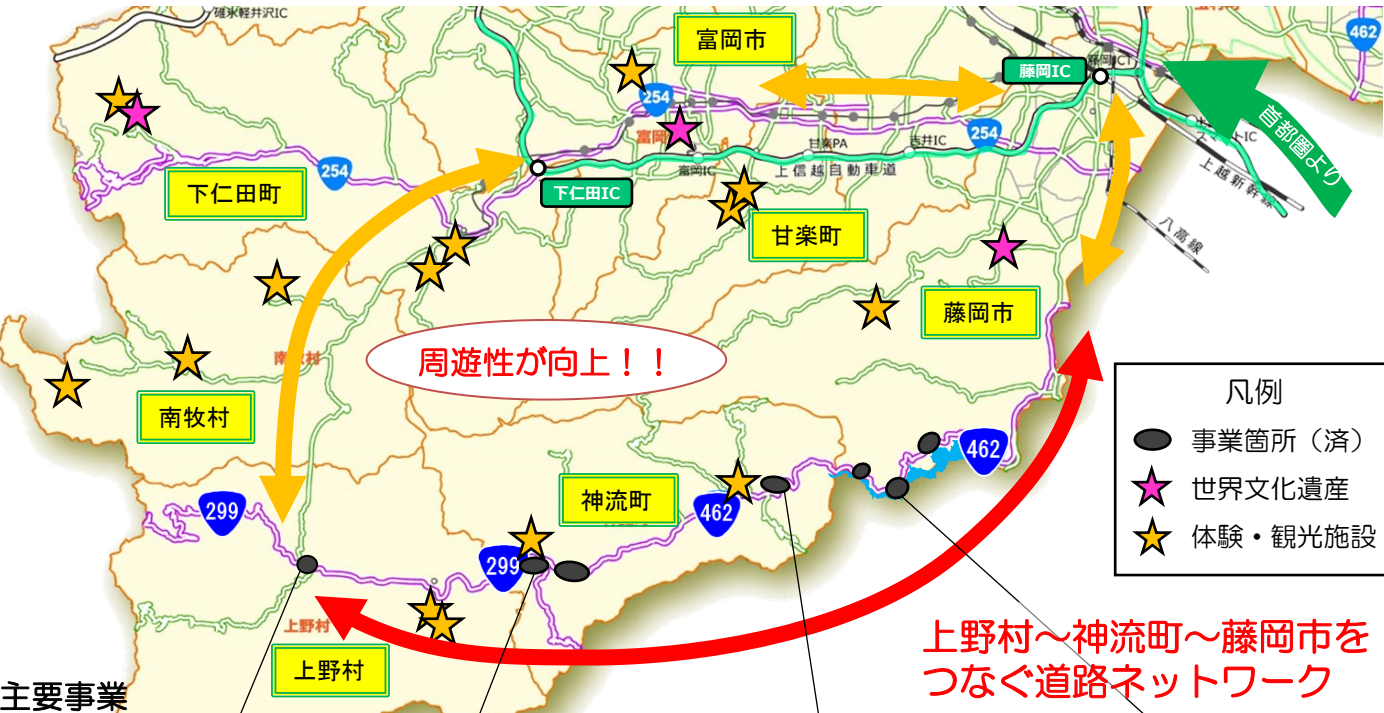 碓氷軽井沢IC
462
富岡市
藤岡IC
藤岡JCT
首都圏より
254
富岡
254
甘楽PA
吉井IC
富岡IC
上信越自動車道
上越新幹線
254
下仁田町
下仁田IC
甘楽町
八高線
藤岡市
周遊性が向上!!
南牧村
南牧村
凡例
事業箇所（済）
世界文化遺産
体験・観光施設
462
神流町
462
299
299
上野村
上野村
上野村～神流町～藤岡市を
つなぐ道路ネットワーク
主要事業